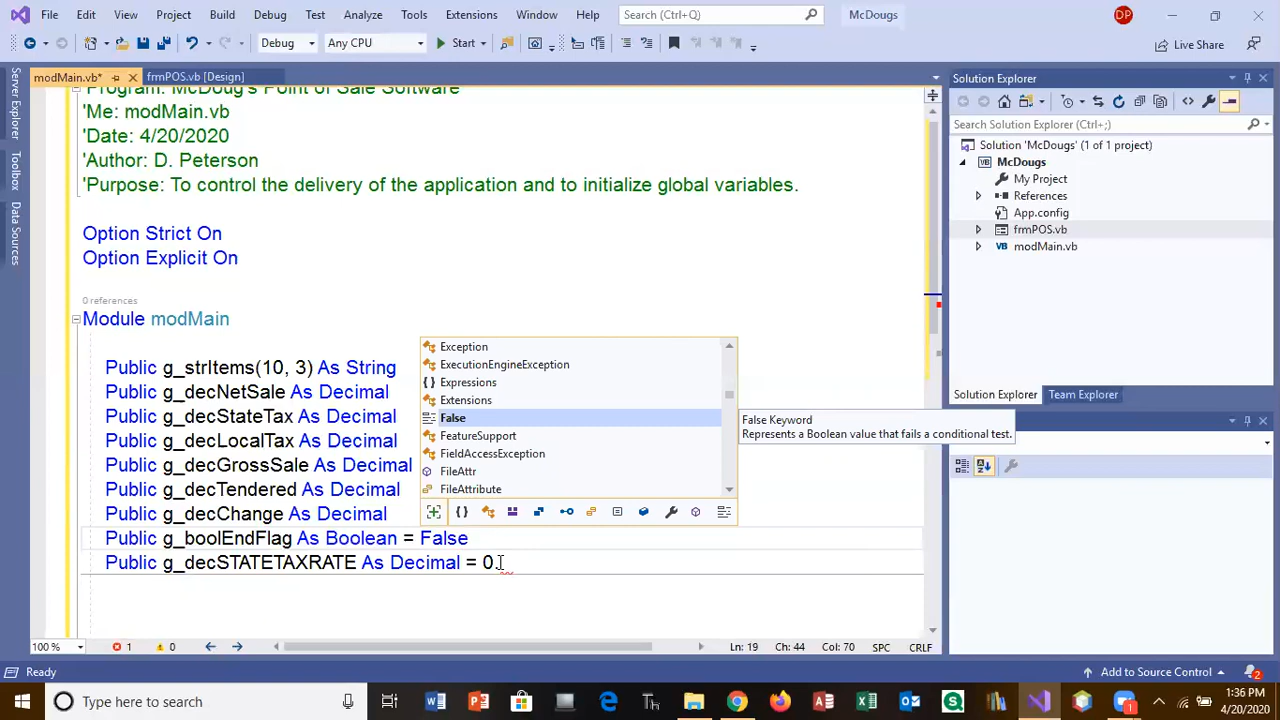 File Edit View Project Build Debug Test Analyze Tools Extensions Window Help Search (Ctrl+Q) McDougs DP
Debug Any CPU Start Live Share
modMain.vb* frmPOS.vb [Design]
Server Explorer
Toolbox
Data Sources
'Program: McDoug's Point of Sale Software
'Me: modMain.vb
'Date: 4/20/2020
'Author: D. Peterson
'Purpose: To control the delivery of the application and to initialize global variables.
Option Strict On
Option Explicit On
0 references
Module modMain
Public g_strItems(10, 3) As String
Public g_decNetSale As Decimal
Public g_decStateTax As Decimal
Public g_decLocalTax As Decimal
Public g_decGrossSale As Decimal
Public g_decTendered As Decimal
Public g_decChange As Decimal
Public g_boolEndFlag As Boolean = False
Public g_decSTATETAXRATE As Decimal = 0.
Exception
ExecutionEngineException
Expressions
Extensions
False
FeatureSupport
FieldAccessException
FileAttr
FileAttribute
False Keyword
Represents a Boolean value that fails a conditional test.
100 % 1 0 Ln: 19 Ch: 44 Col: 70 SPC CRLF
Solution Explorer
Search Solution Explorer (Ctrl+;)
Solution 'McDougs' (1 of 1 project)
McDougs
My Project
References
App.config
frmPOS.vb
modMain.vb
Solution Explorer Team Explorer
Ready Add to Source Control 2
Type here to search 1:36 PM
4/20/2020 2